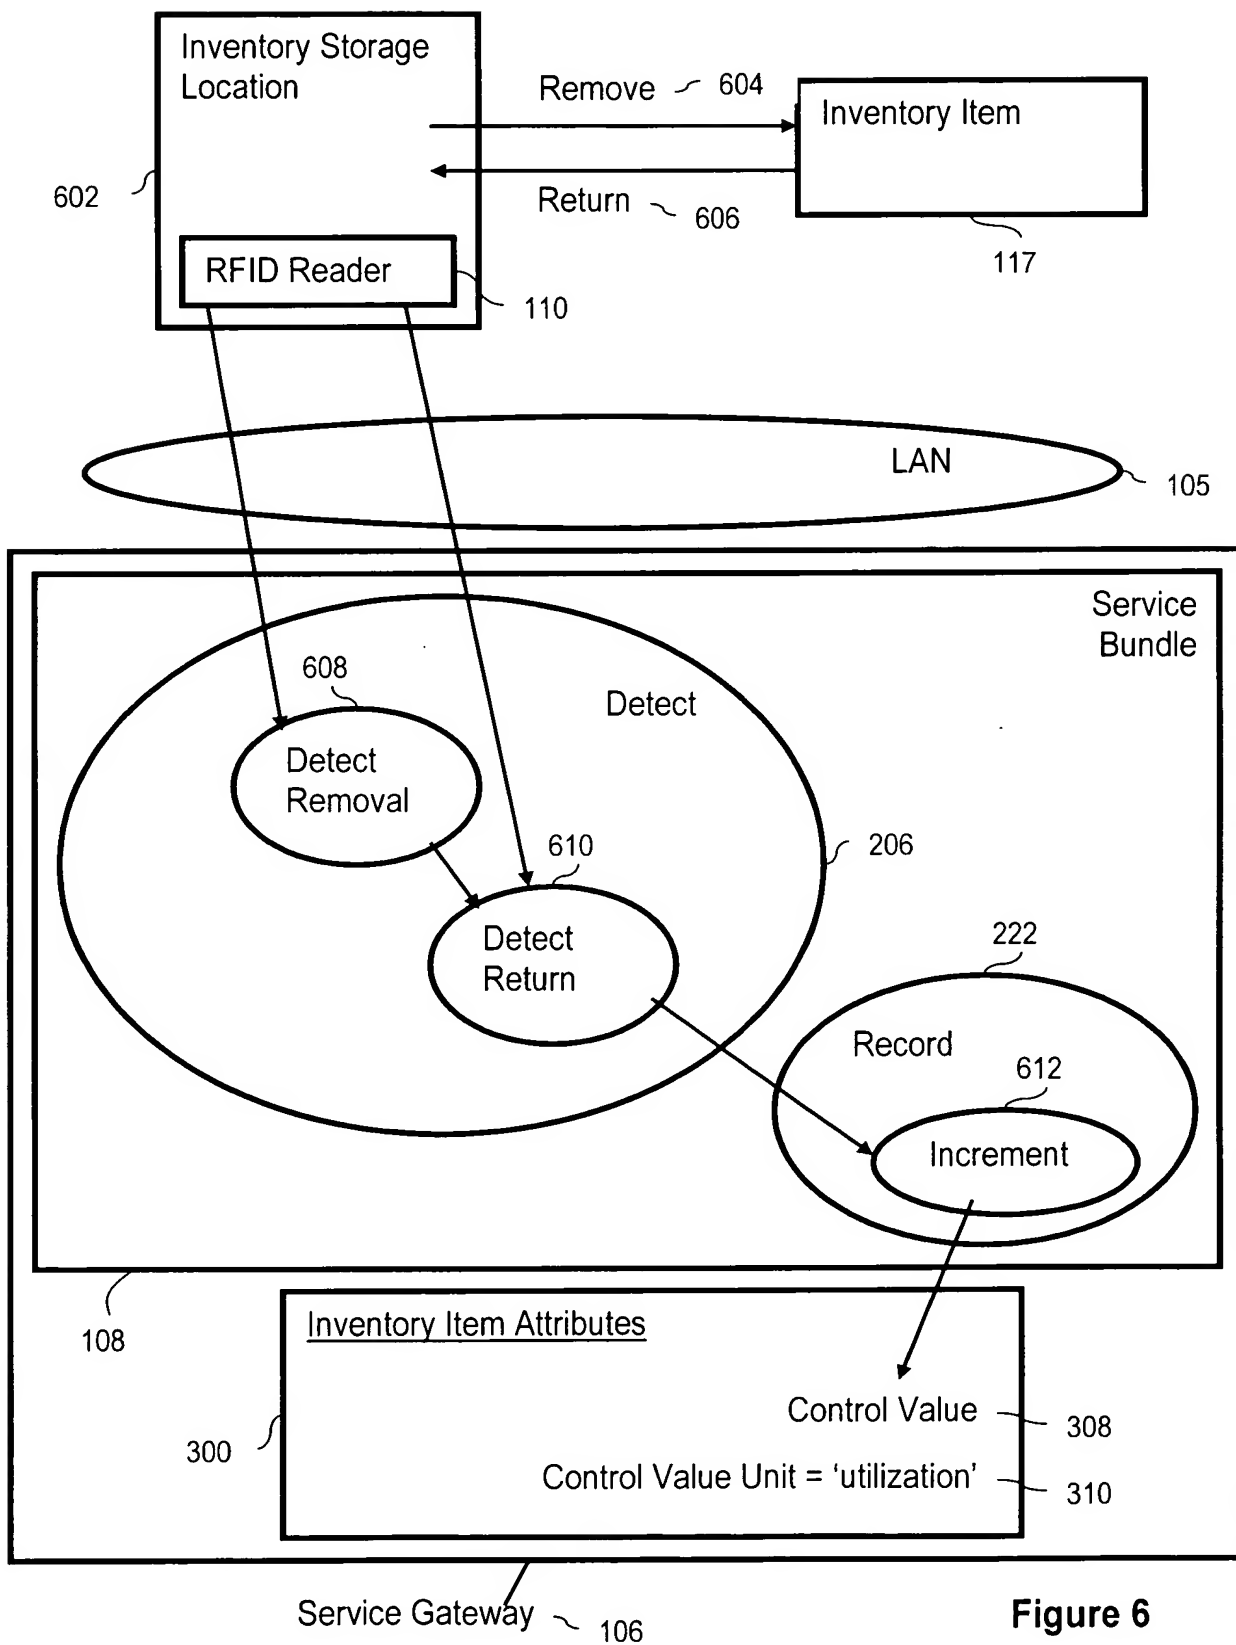 Inventory Storage
Location
Remove 604
Inventory Item
602
Return 606
117
RFID Reader
110
LAN
105
Service
Bundle
608
Detect
Detect
Removal
610
206
Detect
Return
222
Record
612
Increment
108
Inventory Item Attributes
Control Value 308
300
Control Value Unit = ‘utilization’ 310
Service Gateway 106
Figure 6